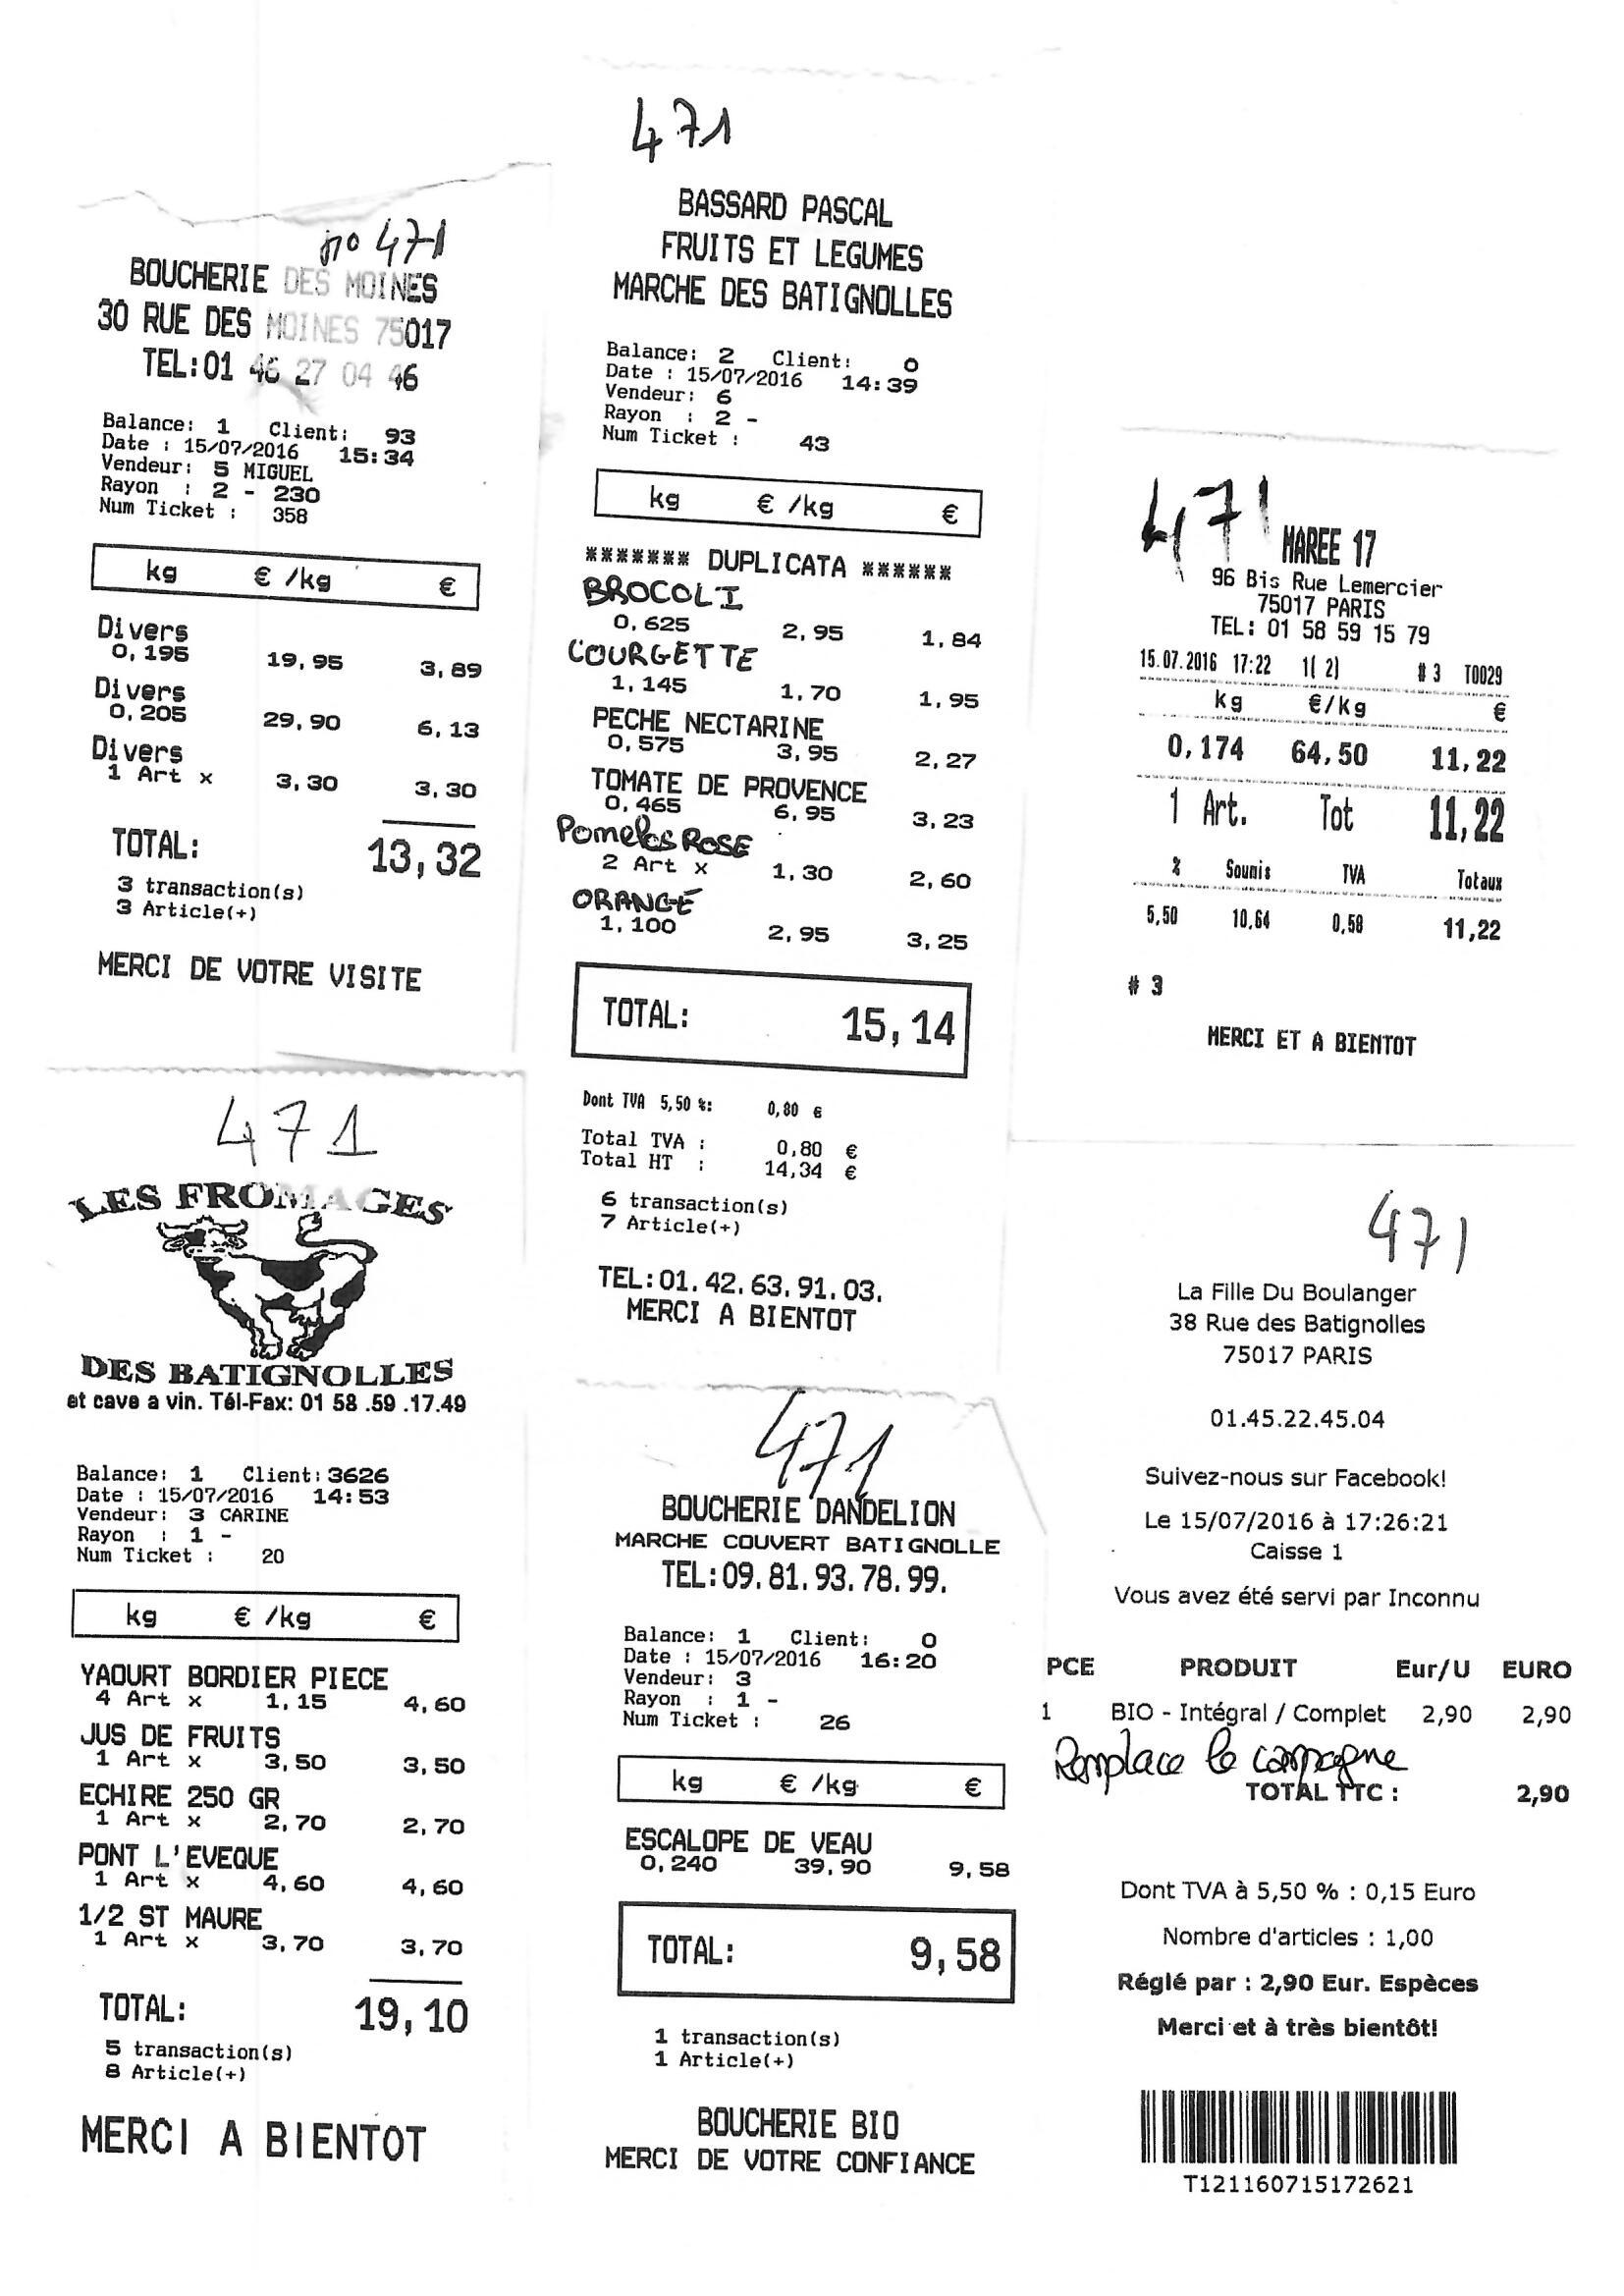 no 471
BOUCHERIE DES MOINES
30 RUE DES MOINES 75017
TEL:01 46 27 04 46
Balance: 1 Client: 93
Date : 15/07/2016 15:34
Vendeur: 5 MIGUEL
Rayon : 2 - 230
Num Ticket : 358
kg € /kg €
Divers
0,195 19,95 3,89
Divers
0,205 29,90 6,13
Divers
1 Art x 3,30 3,30
TOTAL: 13,32
3 transaction(s)
3 Article(+)
MERCI DE VOTRE VISITE
471
BASSARD PASCAL
FRUITS ET LEGUMES
MARCHE DES BATIGNOLLES
Balance: 2 Client: 0
Date : 15/07/2016 14:39
Vendeur: 6
Rayon : 2 -
Num Ticket : 43
kg € /kg €
******* DUPLICATA ******
BROCOLI
0,625 2,95 1,84
COURGETTE
1,145 1,70 1,95
PECHE NECTARINE
0,575 3,95 2,27
TOMATE DE PROVENCE
0,465 6,95 3,23
Pomelos ROSE
2 Art x 1,30 2,60
ORANGE
1,100 2,95 3,25
TOTAL: 15,14
Dont TVA 5,50 %: 0,80 €
Total TVA : 0,80 €
Total HT : 14,34 €
6 transaction(s)
7 Article(+)
TEL:01.42.63.91.03.
MERCI A BIENTOT
471
MAREE 17
96 Bis Rue Lemercier
75017 PARIS
TEL: 01 58 59 15 79
15.07.2016 17:22 1( 2) # 3 T0029
kg €/kg €
0,174 64,50 11,22
1 Art. Tot 11,22
% Soumis TVA Totaux
5,50 10,64 0,58 11,22
# 3
MERCI ET A BIENTOT
471
LES FROMAGES
DES BATIGNOLLES
et cave a vin. Tél-Fax: 01 58 .59 .17.49
Balance: 1 Client: 3626
Date : 15/07/2016 14:53
Vendeur: 3 CARINE
Rayon : 1 -
Num Ticket : 20
kg € /kg €
YAOURT BORDIER PIECE
4 Art x 1,15 4,60
JUS DE FRUITS
1 Art x 3,50 3,50
ECHIRE 250 GR
1 Art x 2,70 2,70
PONT L'EVEQUE
1 Art x 4,60 4,60
1/2 ST MAURE
1 Art x 3,70 3,70
TOTAL: 19,10
5 transaction(s)
8 Article(+)
MERCI A BIENTOT
471
BOUCHERIE DANDELION
MARCHE COUVERT BATIGNOLLE
TEL:09.81.93.78.99.
Balance: 1 Client: 0
Date : 15/07/2016 16:20
Vendeur: 3
Rayon : 1 -
Num Ticket : 26
kg € /kg €
ESCALOPE DE VEAU
0,240 39,90 9,58
TOTAL: 9,58
1 transaction(s)
1 Article(+)
BOUCHERIE BIO
MERCI DE VOTRE CONFIANCE
471
La Fille Du Boulanger
38 Rue des Batignolles
75017 PARIS
01.45.22.45.04
Suivez-nous sur Facebook!
Le 15/07/2016 à 17:26:21
Caisse 1
Vous avez été servi par Inconnu
PCE PRODUIT Eur/U EURO
1 BIO - Intégral / Complet 2,90 2,90
Remplace le campagne
TOTAL TTC : 2,90
Dont TVA à 5,50 % : 0,15 Euro
Nombre d'articles : 1,00
Réglé par : 2,90 Eur. Espèces
Merci et à très bientôt!
T121160715172621